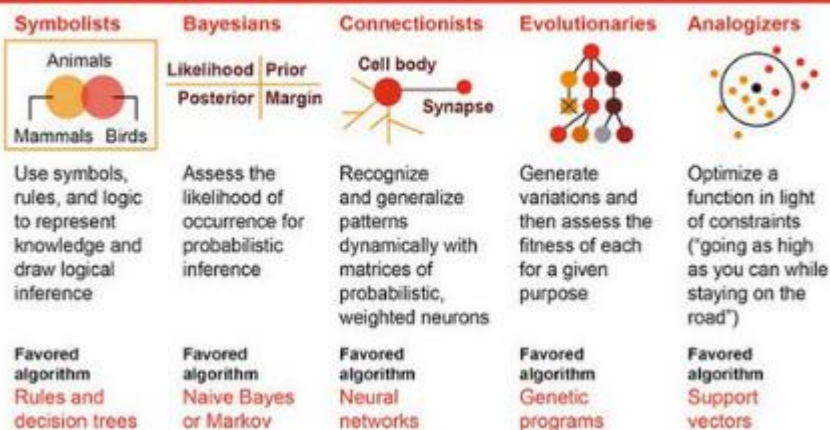 Symbolists
Animals
Mammals Birds
Use symbols,
rules, and logic
to represent
knowledge and
draw logical
inference
Favored
algorithm
Rules and
decision trees
Bayesians
Likelihood Prior
Posterior Margin
Assess the
likelihood of
occurrence for
probabilistic
inference
Favored
algorithm
Naive Bayes
or Markov
Connectionists
Cell body
Synapse
Recognize
and generalize
patterns
dynamically with
matrices of
probabilistic,
weighted neurons
Favored
algorithm
Neural
networks
Evolutionaries
Generate
variations and
then assess the
fitness of each
for a given
purpose
Favored
algorithm
Genetic
programs
Analogizers
Optimize a
function in light
of constraints
("going as high
as you can while
staying on the
road")
Favored
algorithm
Support
vectors